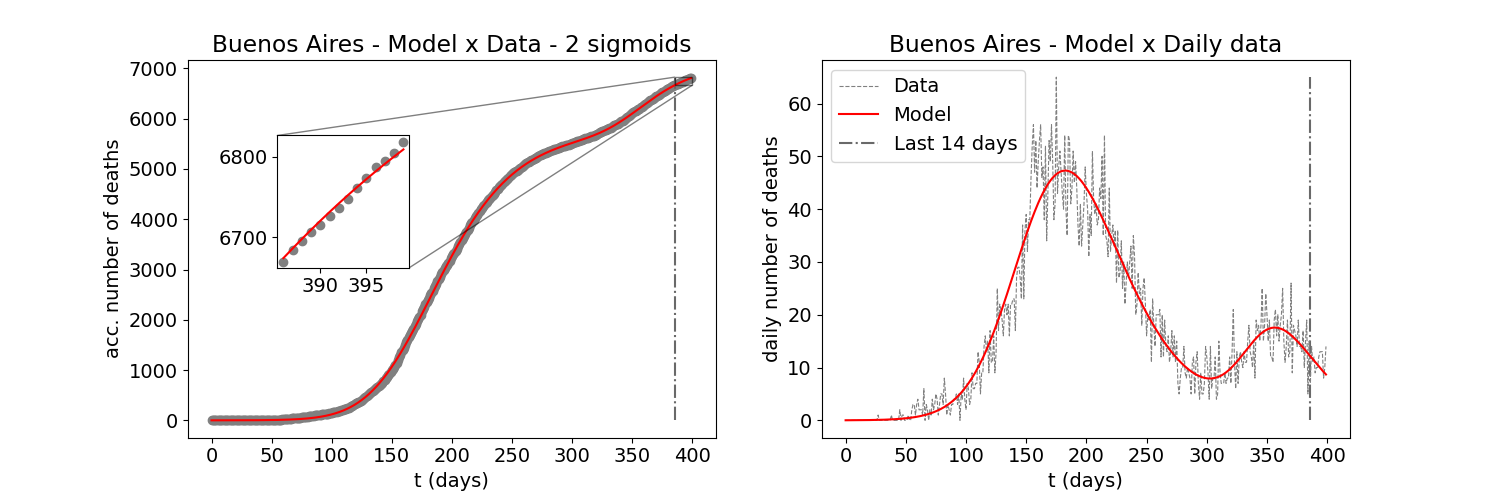 Buenos Aires - Model x Data - 2 sigmoids
acc. number of deaths
7000
6000
5000
4000
3000
2000
1000
0
6800
6700
390 395
0 50 100 150 200 250 300 350 400
t (days)
Buenos Aires - Model x Daily data
daily number of deaths
60
50
40
30
20
10
0
Data
Model
Last 14 days
0 50 100 150 200 250 300 350 400
t (days)